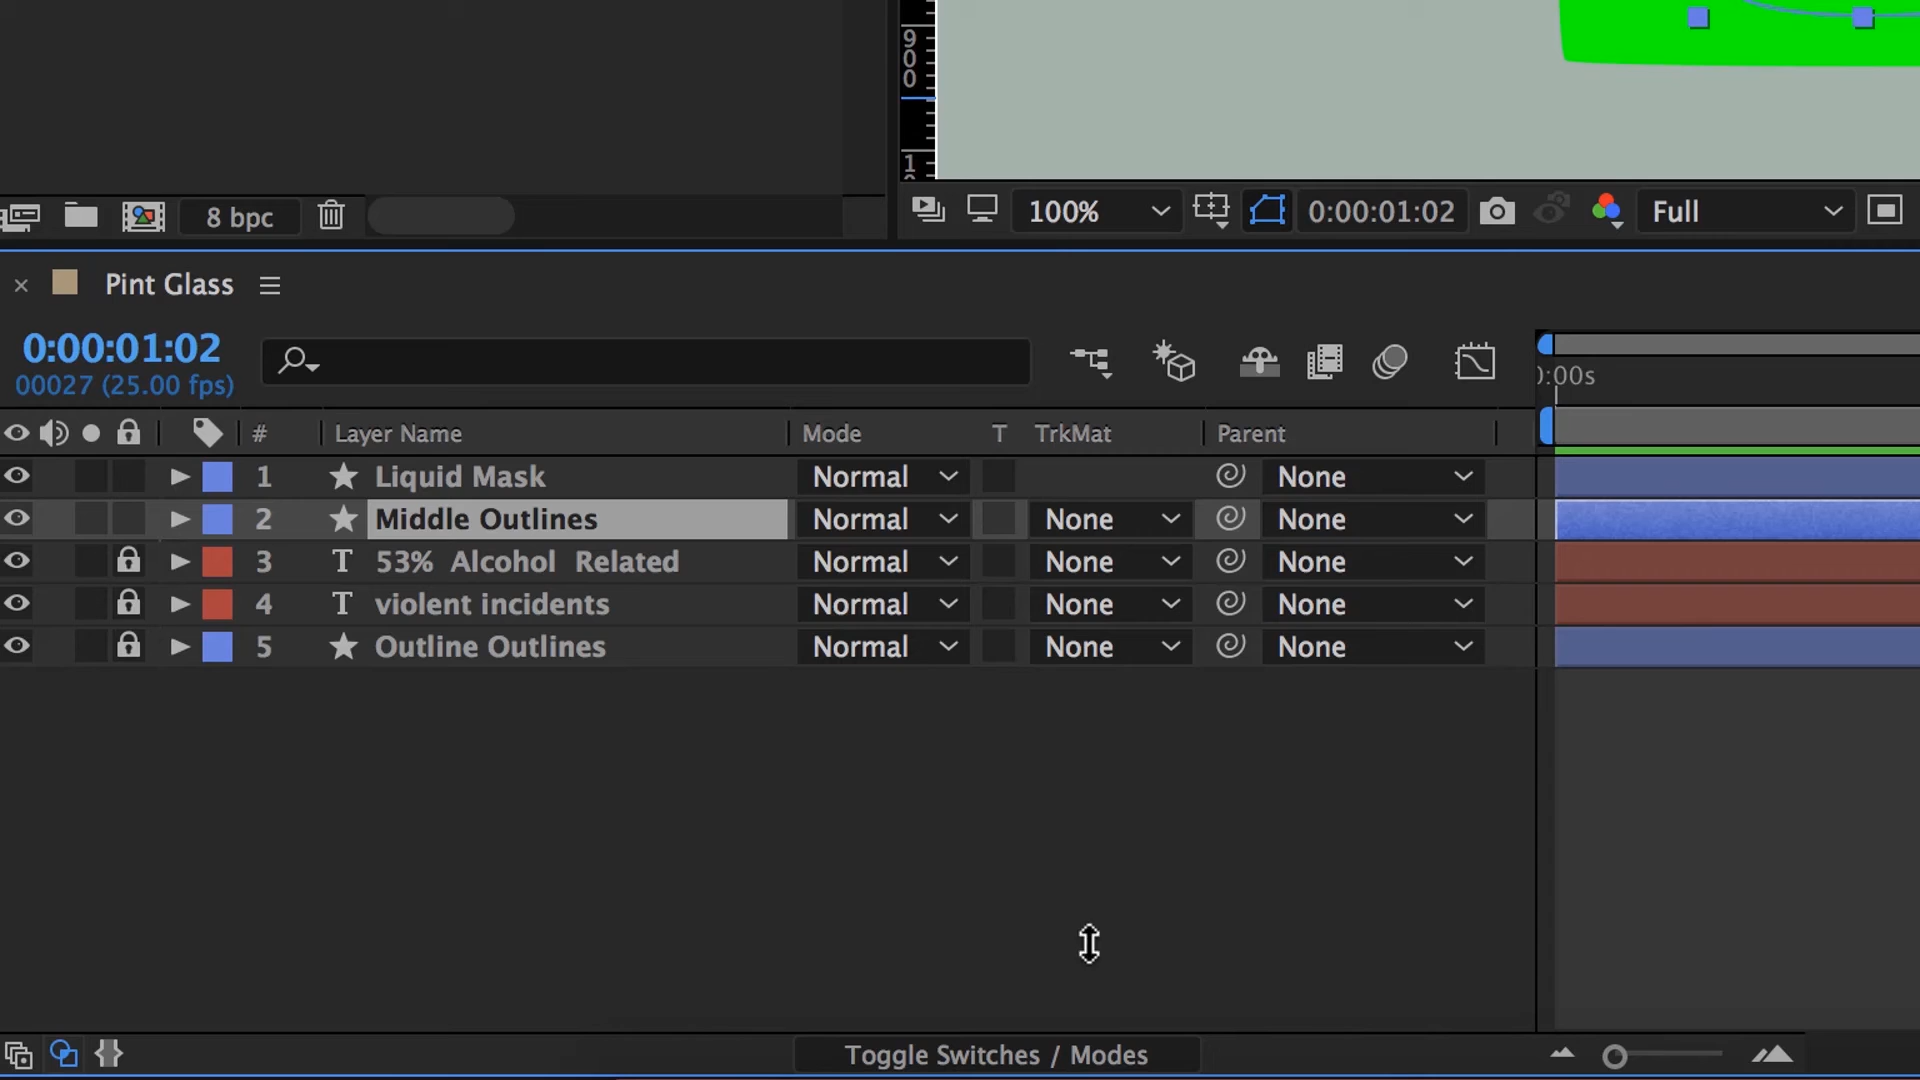 900
1
8 bpc
100%
0:00:01:02
Full
Pint Glass
0:00:01:02
00027 (25.00 fps)
0:00s
# Layer Name Mode T TrkMat Parent
1 Liquid Mask Normal None
2 Middle Outlines Normal None None
3 T 53% Alcohol Related Normal None None
4 T violent incidents Normal None None
5 Outline Outlines Normal None None
Toggle Switches / Modes